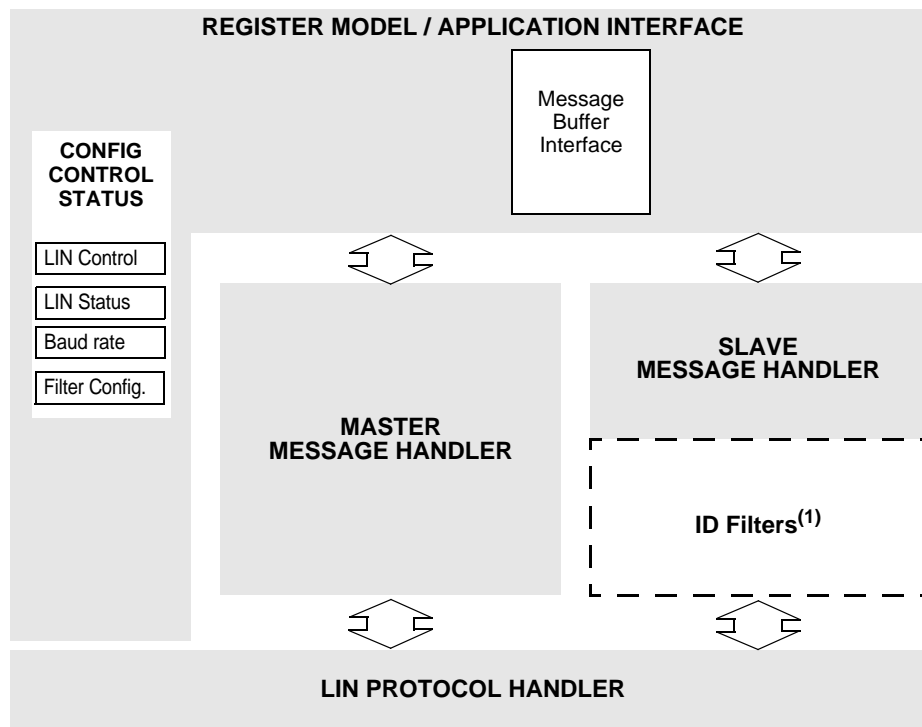 REGISTER MODEL / APPLICATION INTERFACE
Message
Buffer
Interface
CONFIG
CONTROL
STATUS
LIN Control
LIN Status
Baud rate
Filter Config.
MASTER
MESSAGE HANDLER
SLAVE
MESSAGE HANDLER
ID Filters(1)
LIN PROTOCOL HANDLER